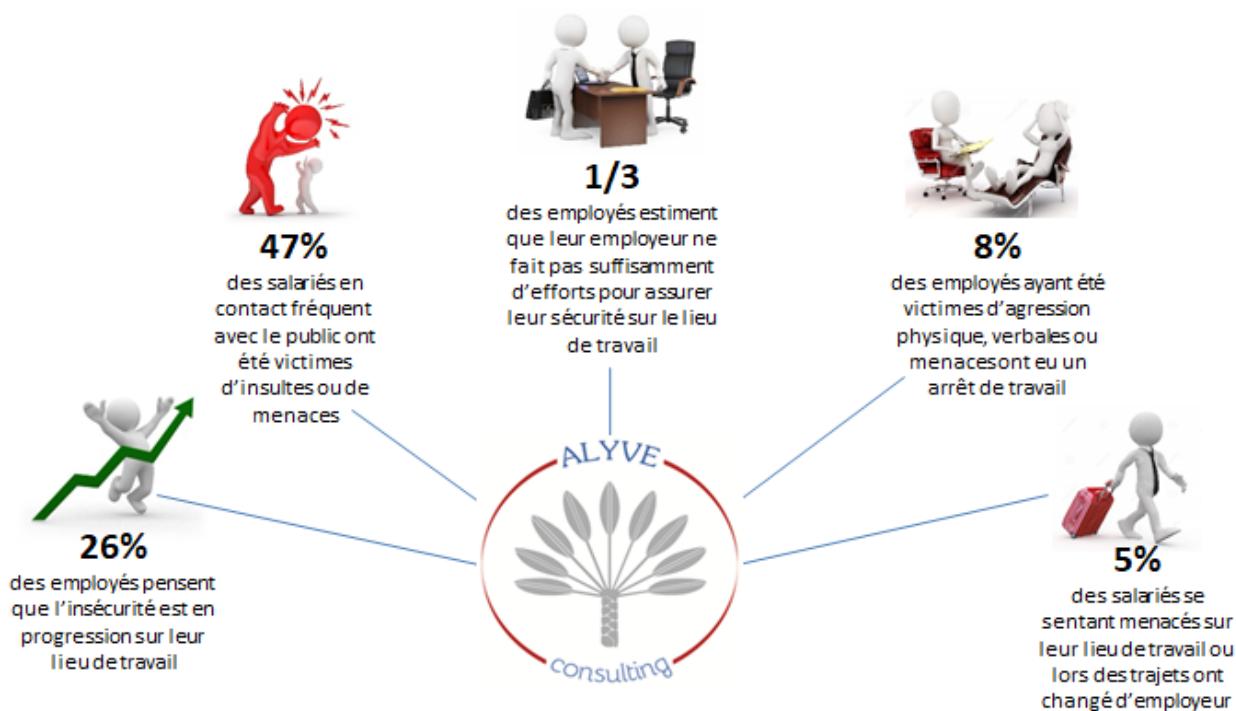 1/3
des employés estiment
que leur employeur ne
fait pas suffisamment
d'efforts pour assurer
leur sécurité sur le lieu
de travail
47%
des salariés en
contact fréquent
avec le public ont
été victimes
d'insultes ou de
menaces
8%
des employés ayant été
victimes d'agression
physique, verbales ou
menacesont eu un
arrêt de travail
26%
des employés pensent
que l'insécurité est en
progression sur leur
lieu de travail
ALYVE
consulting
5%
des salariés se
sentant menacés sur
leur lieu de travail ou
lors des trajets ont
changé d'employeur